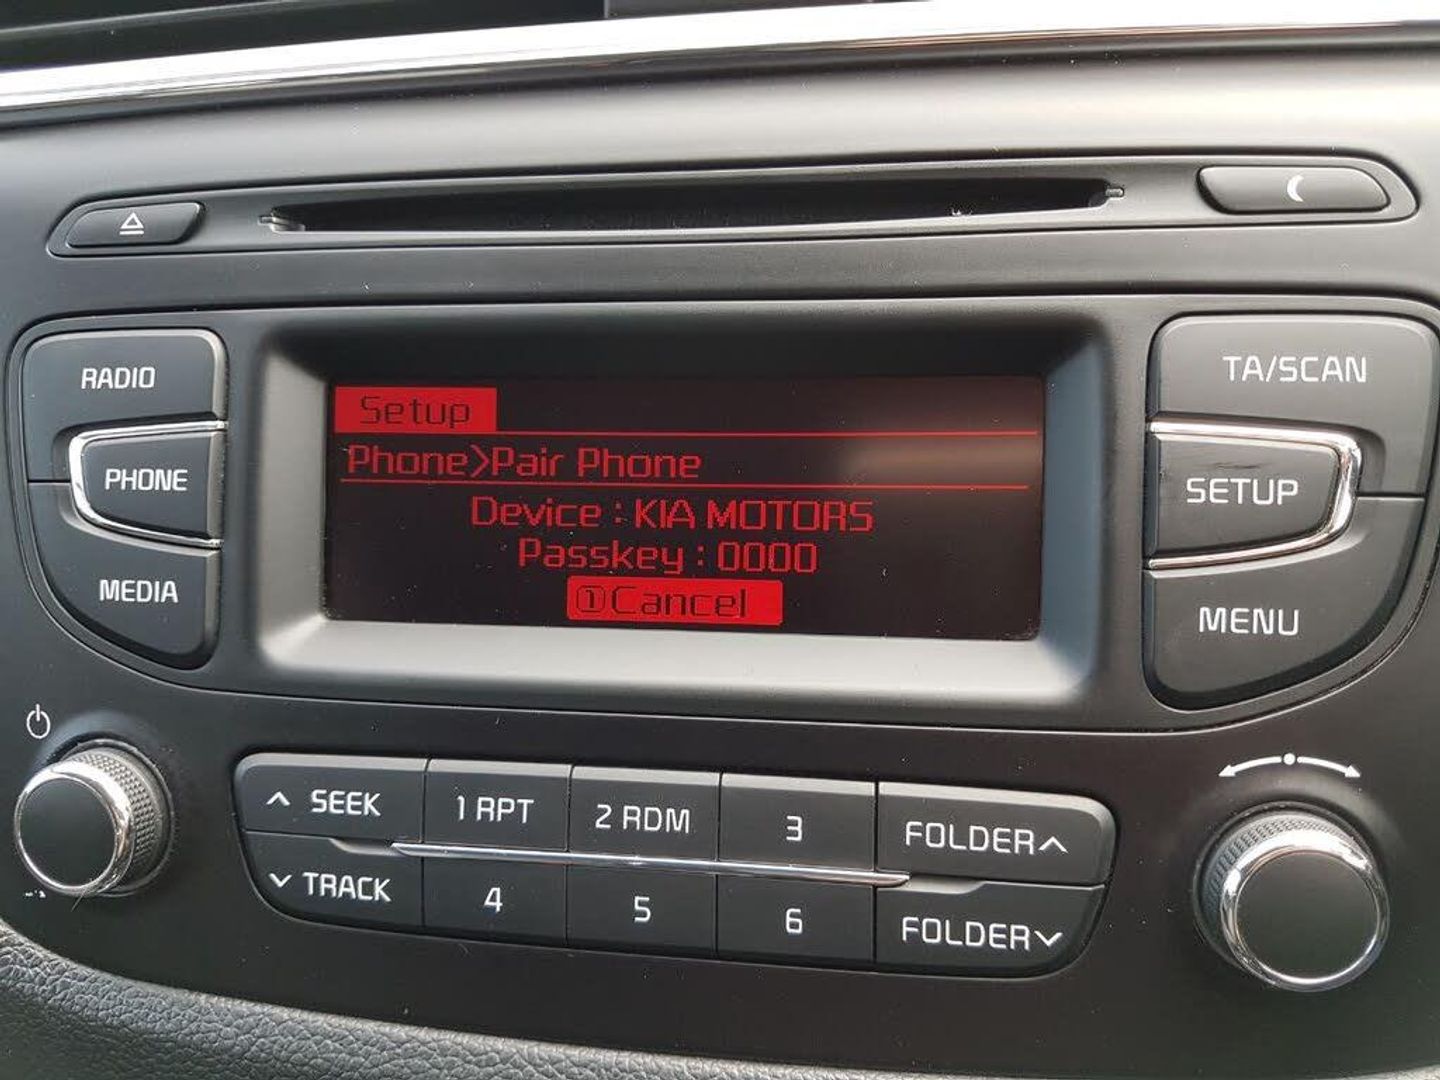 RADIO
PHONE
MEDIA
Setup
Phone>Pair Phone
Device : KIA MOTORS
Passkey : 0000
①Cancel
TA/SCAN
SETUP
MENU
SEEK
1 RPT
2 RDM
3
FOLDER
TRACK
4
5
6
FOLDER